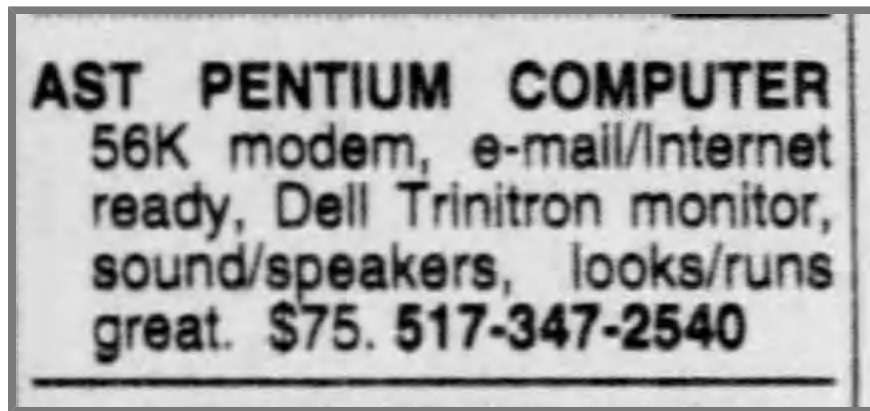 AST PENTIUM COMPUTER
56K modem, e-mail/Internet
ready, Dell Trinitron monitor,
sound/speakers, looks/runs
great. $75. 517-347-2540